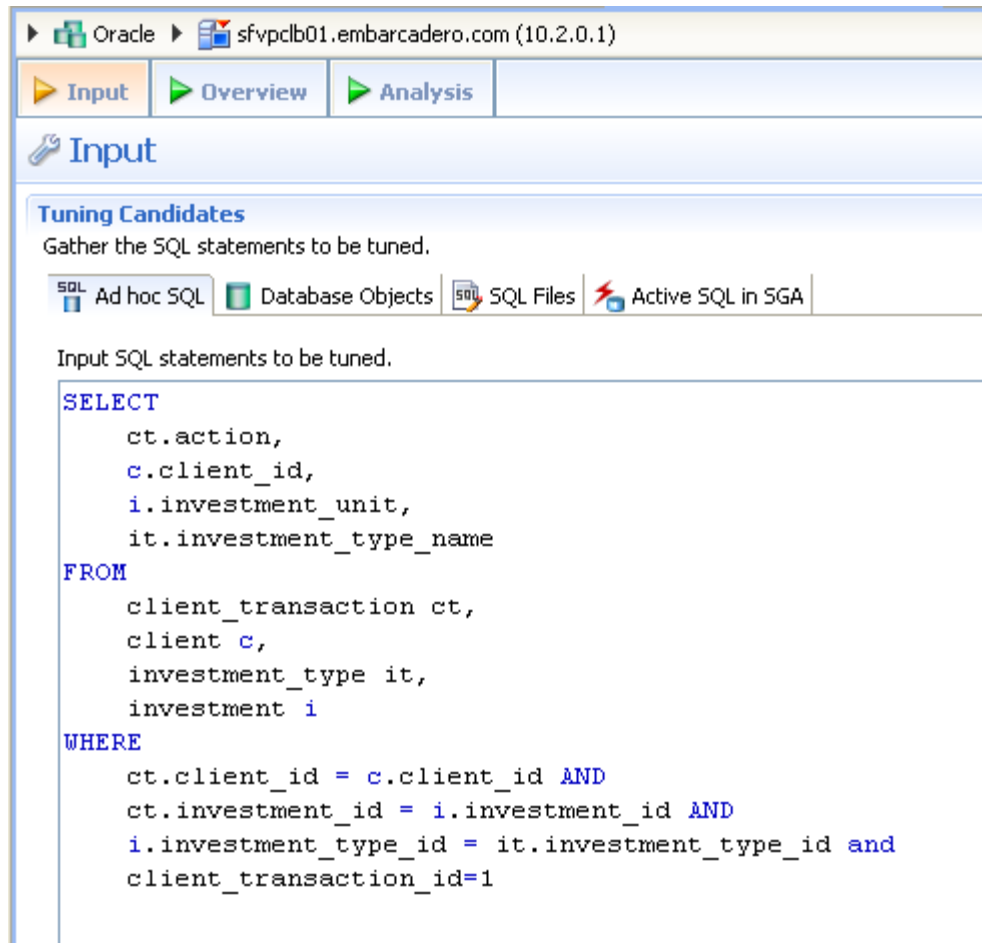 Oracle sfvpclb01.embarcadero.com (10.2.0.1)
Input Overview Analysis
Input
Tuning Candidates
Gather the SQL statements to be tuned.
SQL Ad hoc SQL Database Objects SQL SQL Files Active SQL in SGA
Input SQL statements to be tuned.
SELECT
ct.action,
c.client_id,
i.investment_unit,
it.investment_type_name
FROM
client_transaction ct,
client c,
investment_type it,
investment i
WHERE
ct.client_id = c.client_id AND
ct.investment_id = i.investment_id AND
i.investment_type_id = it.investment_type_id and
client_transaction_id=1